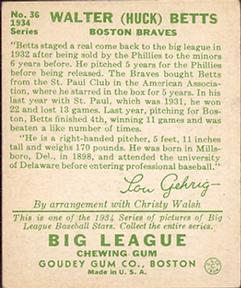 No. 36
1934
Series
WALTER (HUCK) BETTS
BOSTON BRAVES
"Betts staged a real come back to the big league in
1932 after being sold by the Phillies to the minors
6 years before. He pitched 5 years for the Phillies
before being released. The Braves bought Betts
from the St. Paul Club in the American Associa-
tion, where he starred in the box for 5 years. In his
last year with St. Paul, which was 1931, he won
22 and lost 13 games. Last year, pitching for Bos-
ton, Betts finished 4th, winning 11 games and was
beaten a like number of times.
"He is a right-handed pitcher, 5 feet, 11 inches
tall and weighs 170 pounds. He was born in Mills-
boro, Del., in 1898, and attended the university
of Delaware before entering professional baseball."
Lou Gehrig
By arrangement with Christy Walsh
This is one of the 1934 Series of pictures of Big
League Baseball Stars. Collect the entire series.
BIG LEAGUE
CHEWING GUM
GOUDEY GUM CO., BOSTON
Made in U. S. A.